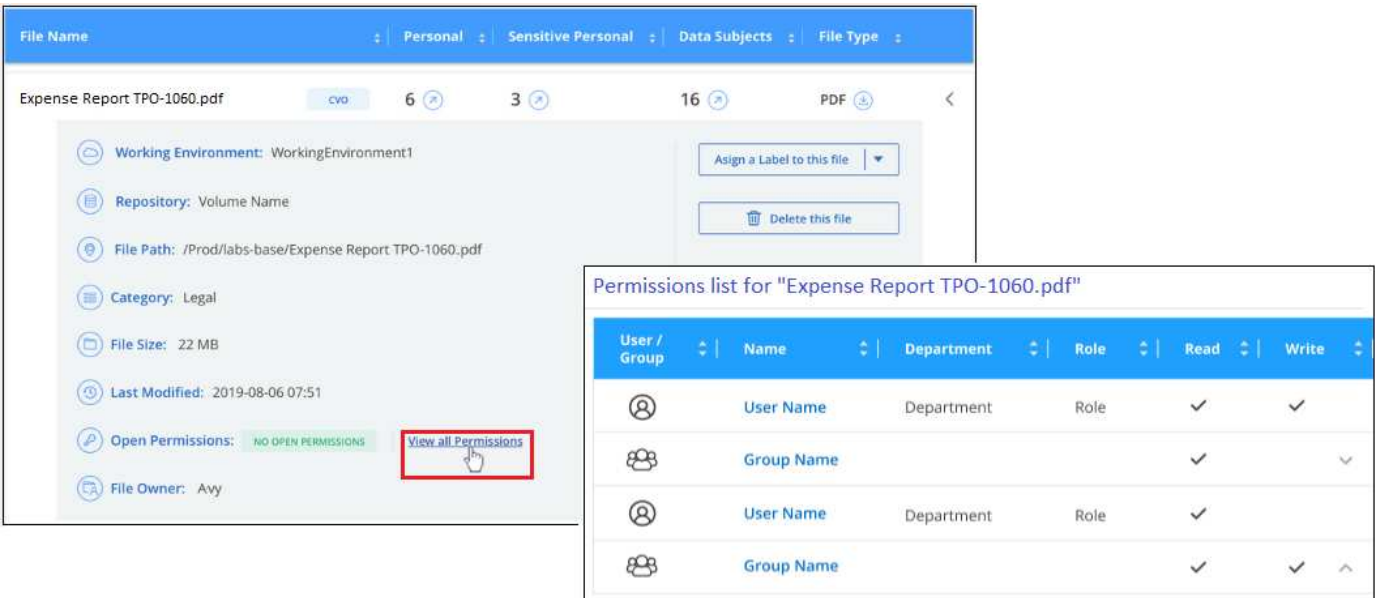 File Name Personal Sensitive Personal Data Subjects File Type
Expense Report TPO-1060.pdf CVO 6 3 16 PDF
Working Environment: WorkingEnvironment1
Asign a Label to this file
Repository: Volume Name
Delete this file
File Path: /Prod/labs-base/Expense Report TPO-1060.pdf
Category: Legal
File Size: 22 MB
Last Modified: 2019-08-06 07:51
Open Permissions: NO OPEN PERMISSIONS View all Permissions
File Owner: Avy
Permissions list for "Expense Report TPO-1060.pdf"
User / Group Name Department Role Read Write
User Name Department Role
Group Name
User Name Department Role
Group Name